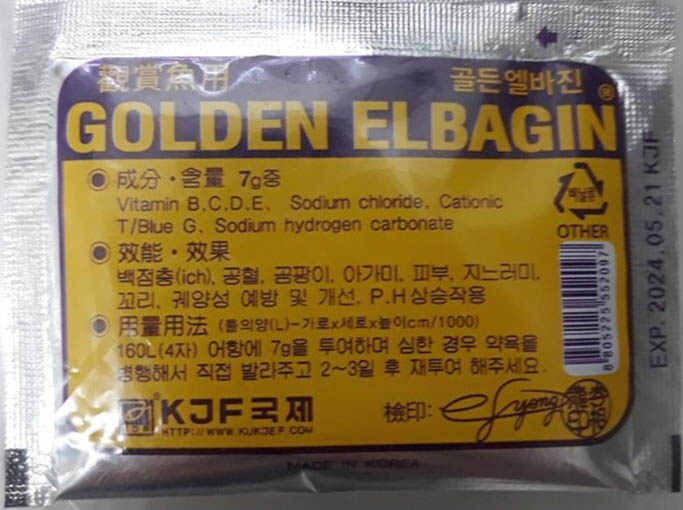 觀賞魚用 골든엘바진
GOLDEN ELBAGIN®
成分·含量 7g중
Vitamin B.C.D.E, Sodium chloride, Cationic
T/Blue G, Sodium hydrogen carbonate
效能·效果
백점충(ich), 공혈, 곰팡이, 아가미, 피부, 지느러미,
꼬리, 궤양성 예방 및 개선, P.H상승작용
用量用法 (물의양(L)-가로x세로x높이cm/1000)
160L(4자) 어항에 7g을 투여하며 심한 경우 약욕을
병행해서 직접 발라주고 2~3일 후 재투여 해주세요.
KJF국제
HTTP://WWW.KUKJEF.COM
檢印:
MADE IN KOREA
비닐류
OTHER
8805225552097
EXP. 2024.05.21 KJF